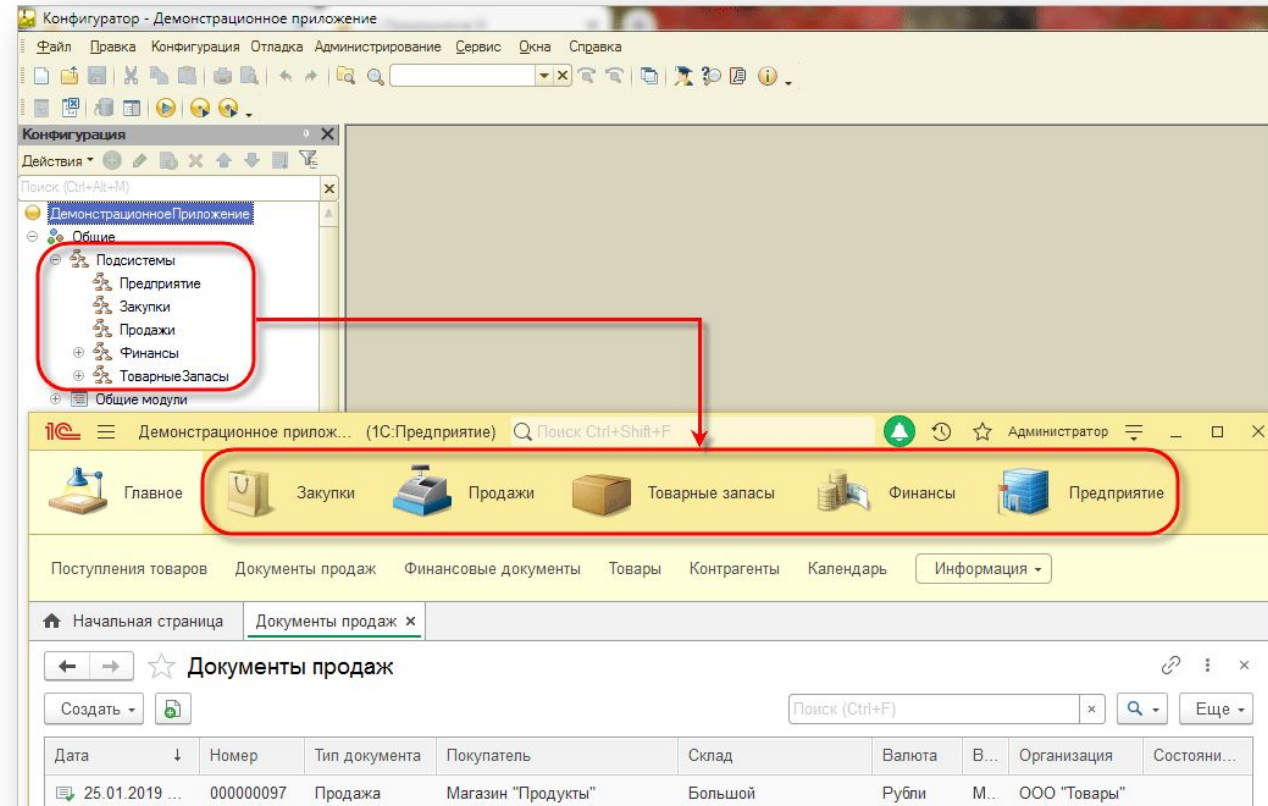 Конфигуратор - Демонстрационное приложение
Файл Правка Конфигурация Отладка Администрирование Сервис Окна Справка
Конфигурация
Действия
Поиск (Ctrl+Alt+M)
ДемонстрационноеПриложение
Общие
Подсистемы
Предприятие
Закупки
Продажи
Финансы
ТоварныеЗапасы
Общие модули
1С Демонстрационное прилож... (1С:Предприятие) Поиск Ctrl+Shift+F Администратор
Главное Закупки Продажи Товарные запасы Финансы Предприятие
Поступления товаров Документы продаж Финансовые документы Товары Контрагенты Календарь Информация
Начальная страница Документы продаж
Документы продаж
Создать Поиск (Ctrl+F) Еще
Дата Номер Тип документа Покупатель Склад Валюта В... Организация Состояни...
25.01.2019 ... 000000097 Продажа Магазин "Продукты" Большой Рубли М... ООО "Товары"